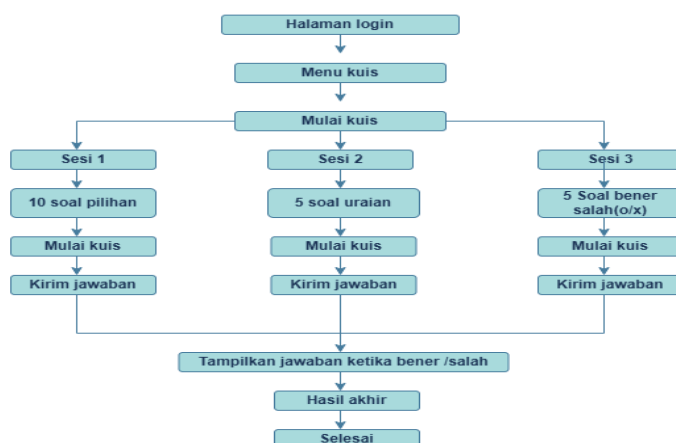 Halaman login
Menu kuis
Mulai kuis
Sesi 1
Sesi 2
Sesi 3
10 soal pilihan
5 soal uraian
5 Soal bener
salah(o/x)
Mulai kuis
Mulai kuis
Mulai kuis
Kirim jawaban
Kirim jawaban
Kirim jawaban
Tampilkan jawaban ketika bener /salah
Hasil akhir
Selesai